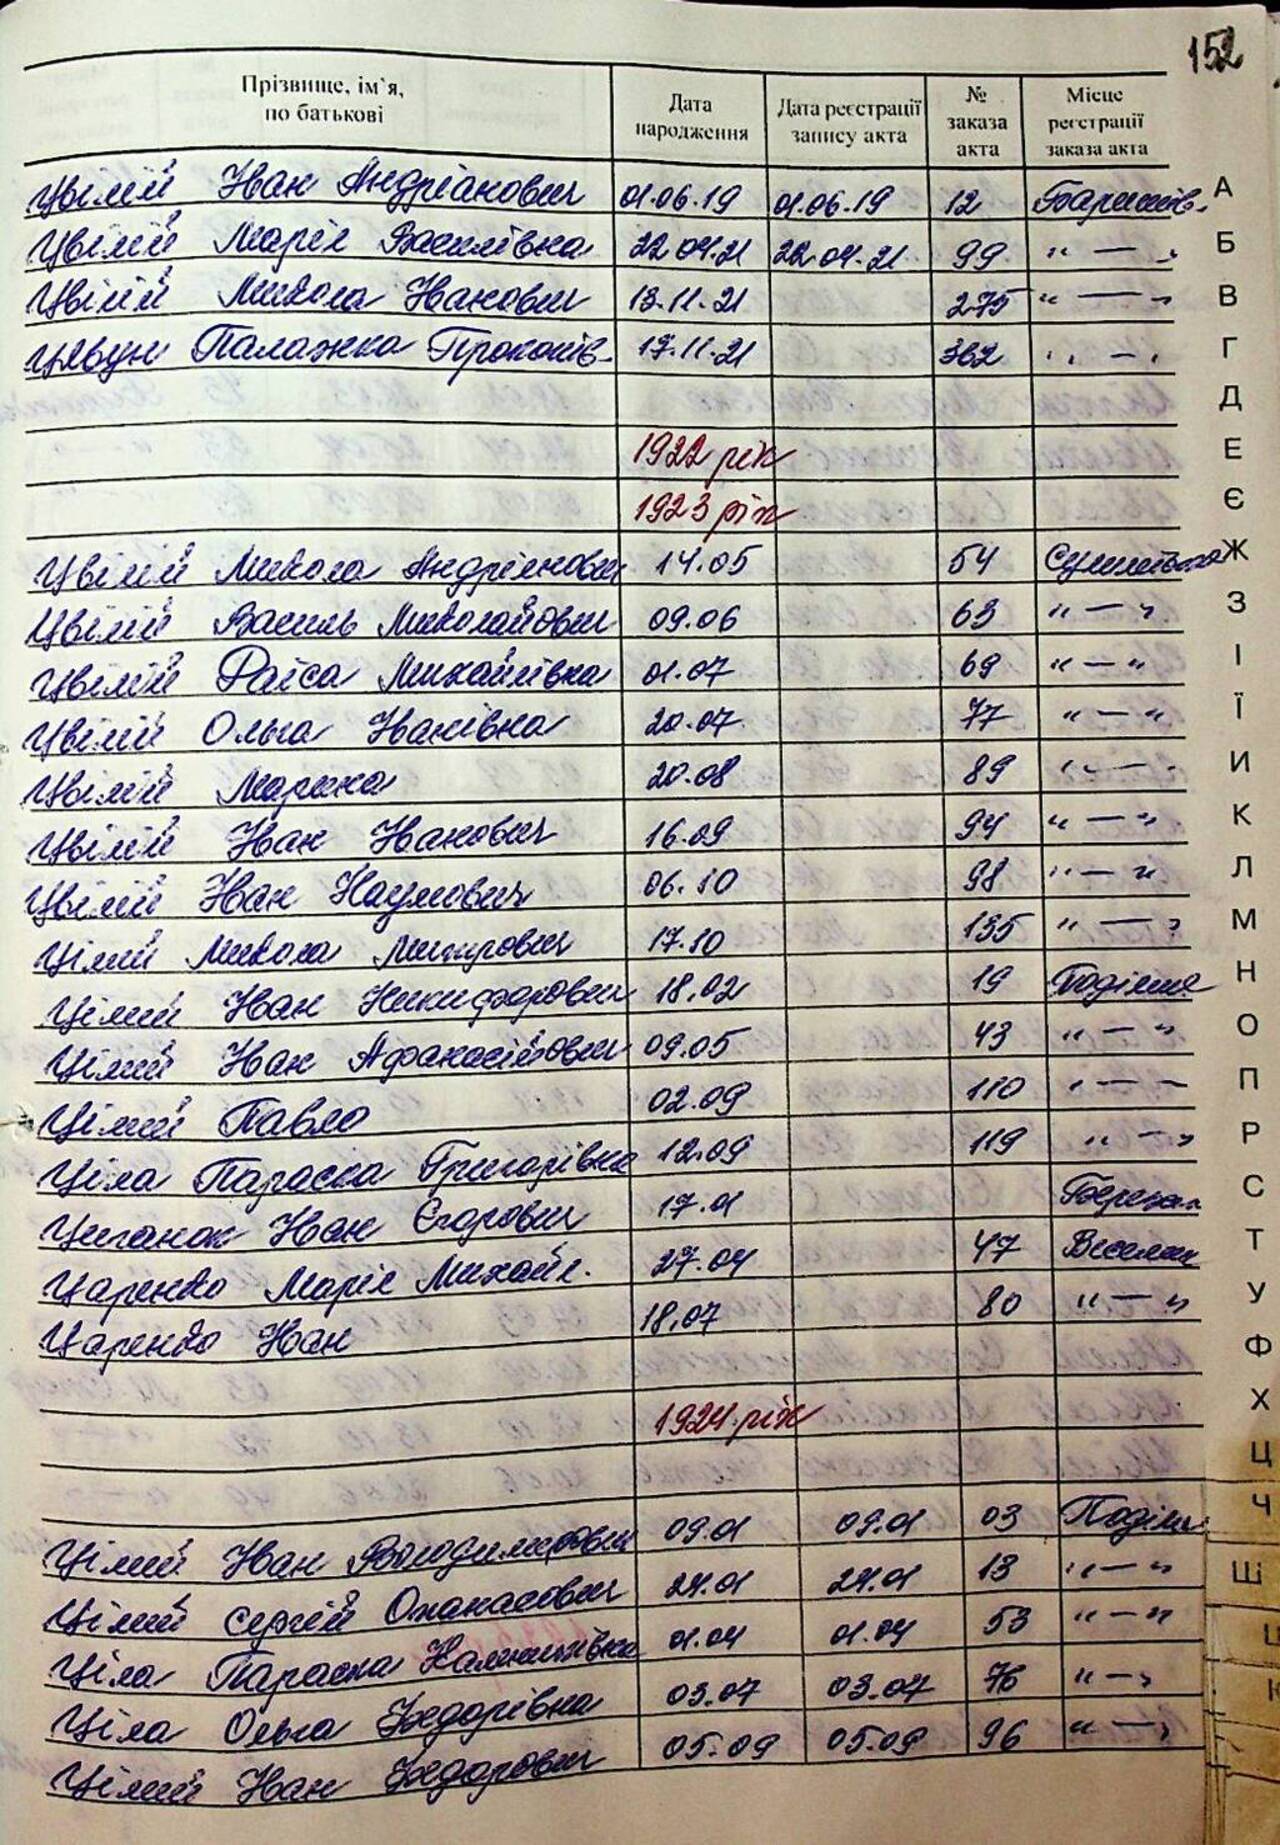 152
Прізвище, ім`я, по батькові Дата народження Дата реєстрації запису акта № заказа акта Місце реєстрації заказа акта
Цвілий Іван Андріанович 01.06.19 01.06.19 12 Баришів. А
Цвілий Марія Василівна 22.04.21 22.04.21 99 " — " Б
Цвілий Микола Іванович 13.11.21 275 " — " В
Цявун Палажка Прокопів- 17.11.21 362 " — " Г
Д
1922 рік Е
1923 рік Є
Цвілий Микола Андріянович 14.05 54 Ж
Цвілий Василь Миколайович 09.06 63 " — " З
Цвілий Раїса Михайлівна 01.07 69 " — " І
Цвілий Ольга Іванівна 20.07 77 " — " Ї
Цвілий Марина 20.08 89 " — " И
Цвілий Іван Іванович 16.09 94 " — " К
Цвілий Іван Наумович 06.10 98 " — " Л
Цілий Микола 17.10 135 " — " М
Цілий Іван Никифорович 18.02 19 Н
Цілий Іван Афанасійович 09.05 43 " — " О
Цілий Павло 02.09 110 " — " П
Ціла Параска Григорівна 12.09 119 " — " Р
Циганок Іван Єгорович 17.01 С
Царенко Марія Михайл. 27.04 47 Т
Царенко Іван 18.07 80 " — " У
Ф
1924 рік Х
Ц
Цілий Іван Володимирович 09.01 09.01 03 Ч
Цілий Сергій Опанасович 24.01 24.01 13 " — " Ш
Ціла Параска 01.04 01.04 53 " — "
Ціла Ольга Федорівна 03.07 03.07 76 " — "
Цілий Іван Федорович 05.09 05.09 96 " — "